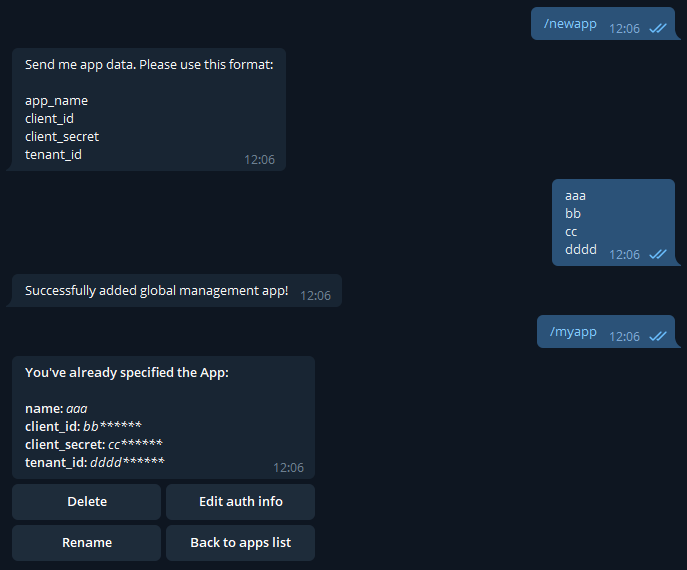 /newapp 12:06
Send me app data. Please use this format:
app_name
client_id
client_secret
tenant_id 12:06
aaa
bb
cc
dddd 12:06
Successfully added global management app! 12:06
/myapp 12:06
You've already specified the App:
name: aaa
client_id: bb******
client_secret: cc******
tenant_id: dddd****** 12:06
Delete Edit auth info
Rename Back to apps list